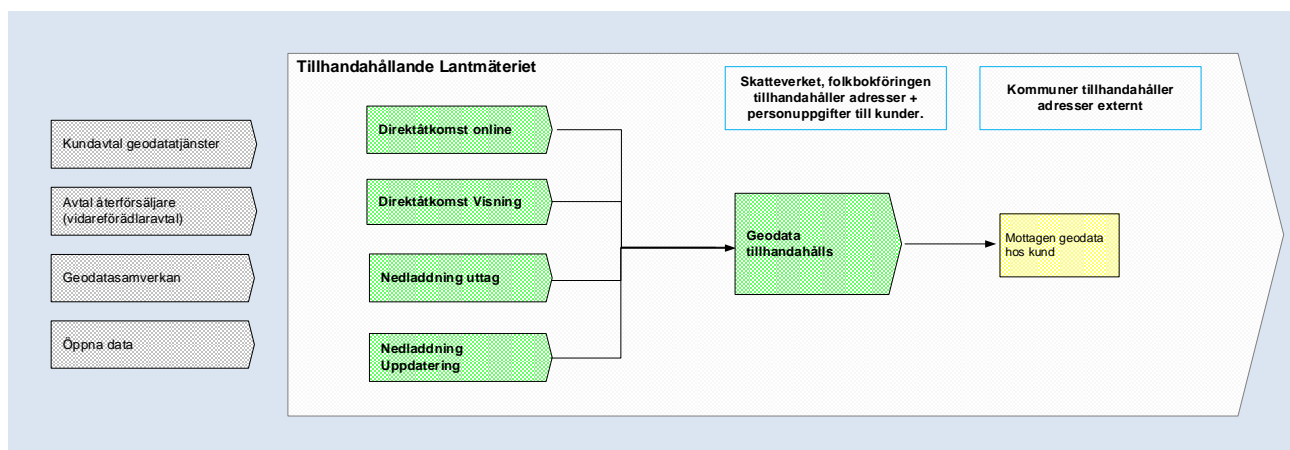 Tillhandahållande Lantmäteriet
Kundavtal geodatatjänster
Avtal återförsäljare
(vidareförädlaravtal)
Geodatasamverkan
Öppna data
Direktåtkomst online
Direktåtkomst Visning
Nedladdning uttag
Nedladdning
Uppdatering
Skatteverket, folkbokföringen
tillhandahåller adresser +
personuppgifter till kunder.
Kommuner tillhandahåller
adresser externt
Geodata
tillhandahålls
Mottagen geodata
hos kund